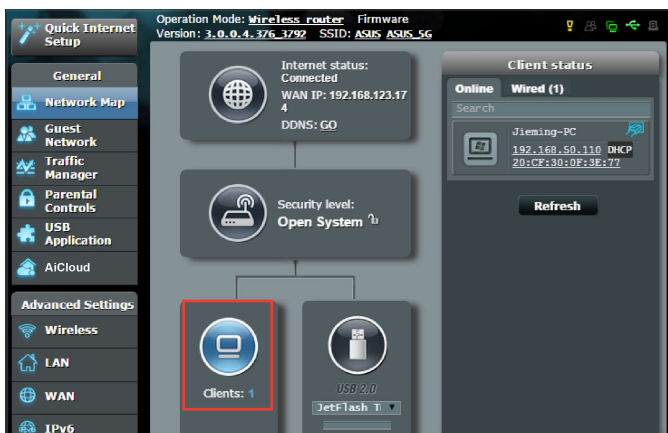 Quick Internet
Setup
Operation Mode: Wireless router Firmware
Version: 3.0.0.4.376_3792 SSID: ASUS ASUS_5G
General
Network Map
Guest
Network
Traffic
Manager
Parental
Controls
USB
Application
AiCloud
Advanced Settings
Wireless
LAN
WAN
IPv6
Internet status:
Connected
WAN IP: 192.168.123.17
4
DDNS: GO
Security level:
Open System
Clients: 1
USB 2.0
JetFlash T
Client status
Online Wired (1)
Search
Jieming-PC
192.168.50.110 DHCP
20:CF:30:0F:3E:77
Refresh